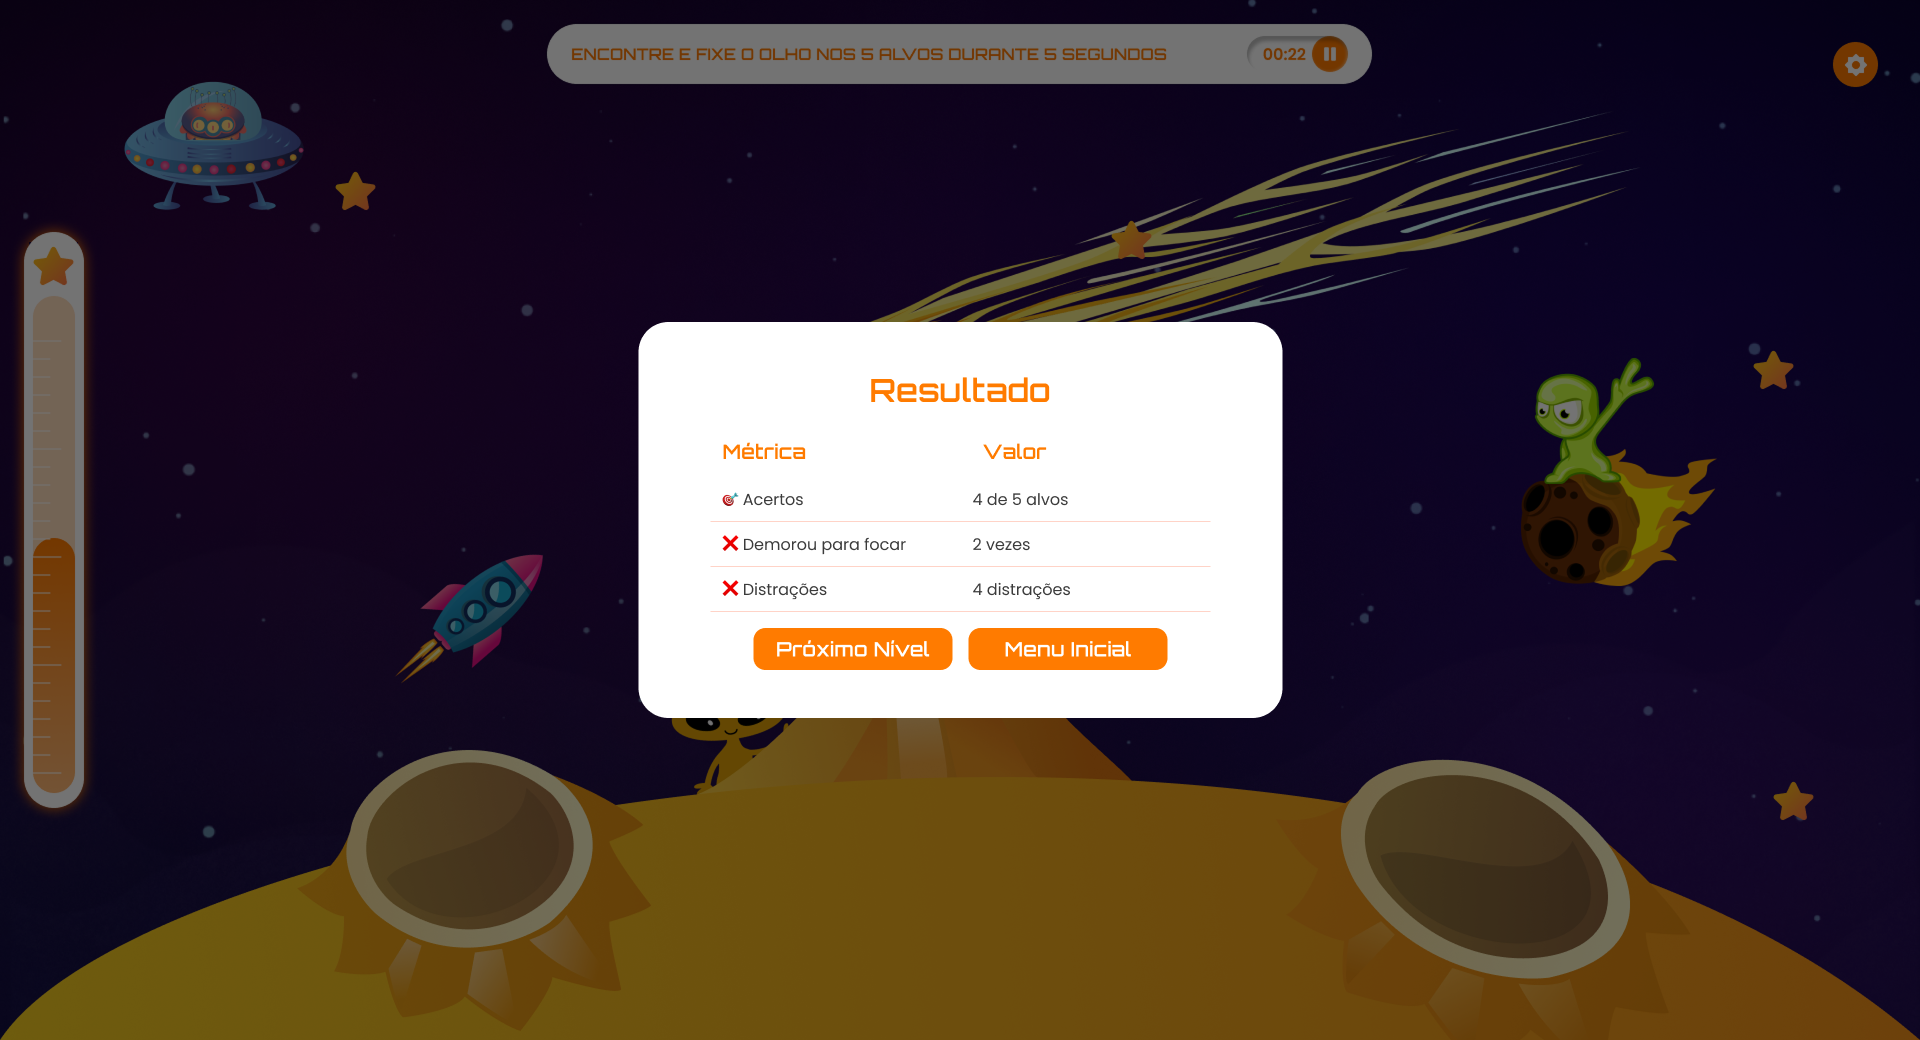 ENCONTRE E FIXE O OLHO NOS 5 ALVOS DURANTE 5 SEGUNDOS
00:22
Resultado
Métrica Valor
🎯 Acertos 4 de 5 alvos
❌ Demorou para focar 2 vezes
❌ Distrações 4 distrações
Próximo Nível Menu Inicial